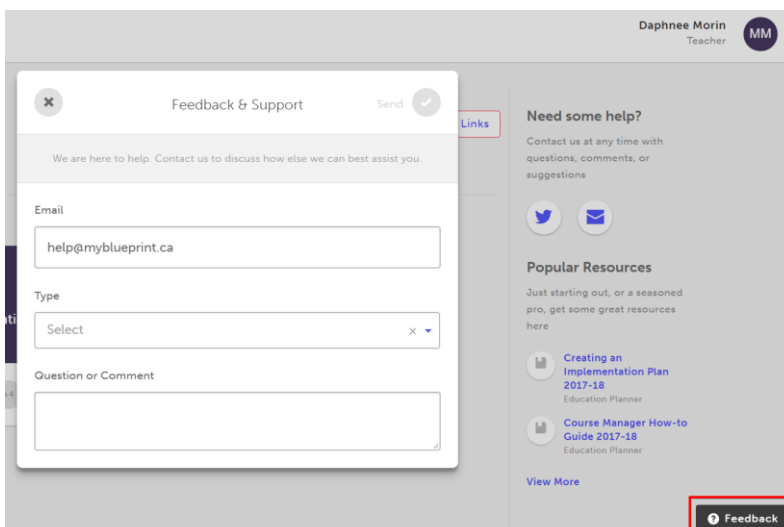 Daphnee Morin
Teacher
MM
Feedback & Support
Send
Links
We are here to help. Contact us to discuss how else we can best assist you.
Email
help@myblueprint.ca
Type
Select
Question or Comment
Need some help?
Contact us at any time with
questions, comments, or
suggestions
Popular Resources
Just starting out, or a seasoned
pro, get some great resources
here
Creating an
Implementation Plan
2017-18
Education Planner
Course Manager How-to
Guide 2017-18
Education Planner
View More
Feedback